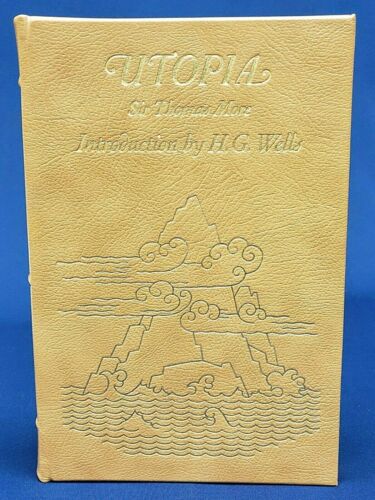 UTOPIA
Sir Thomas More
Introduction by H.G. Wells